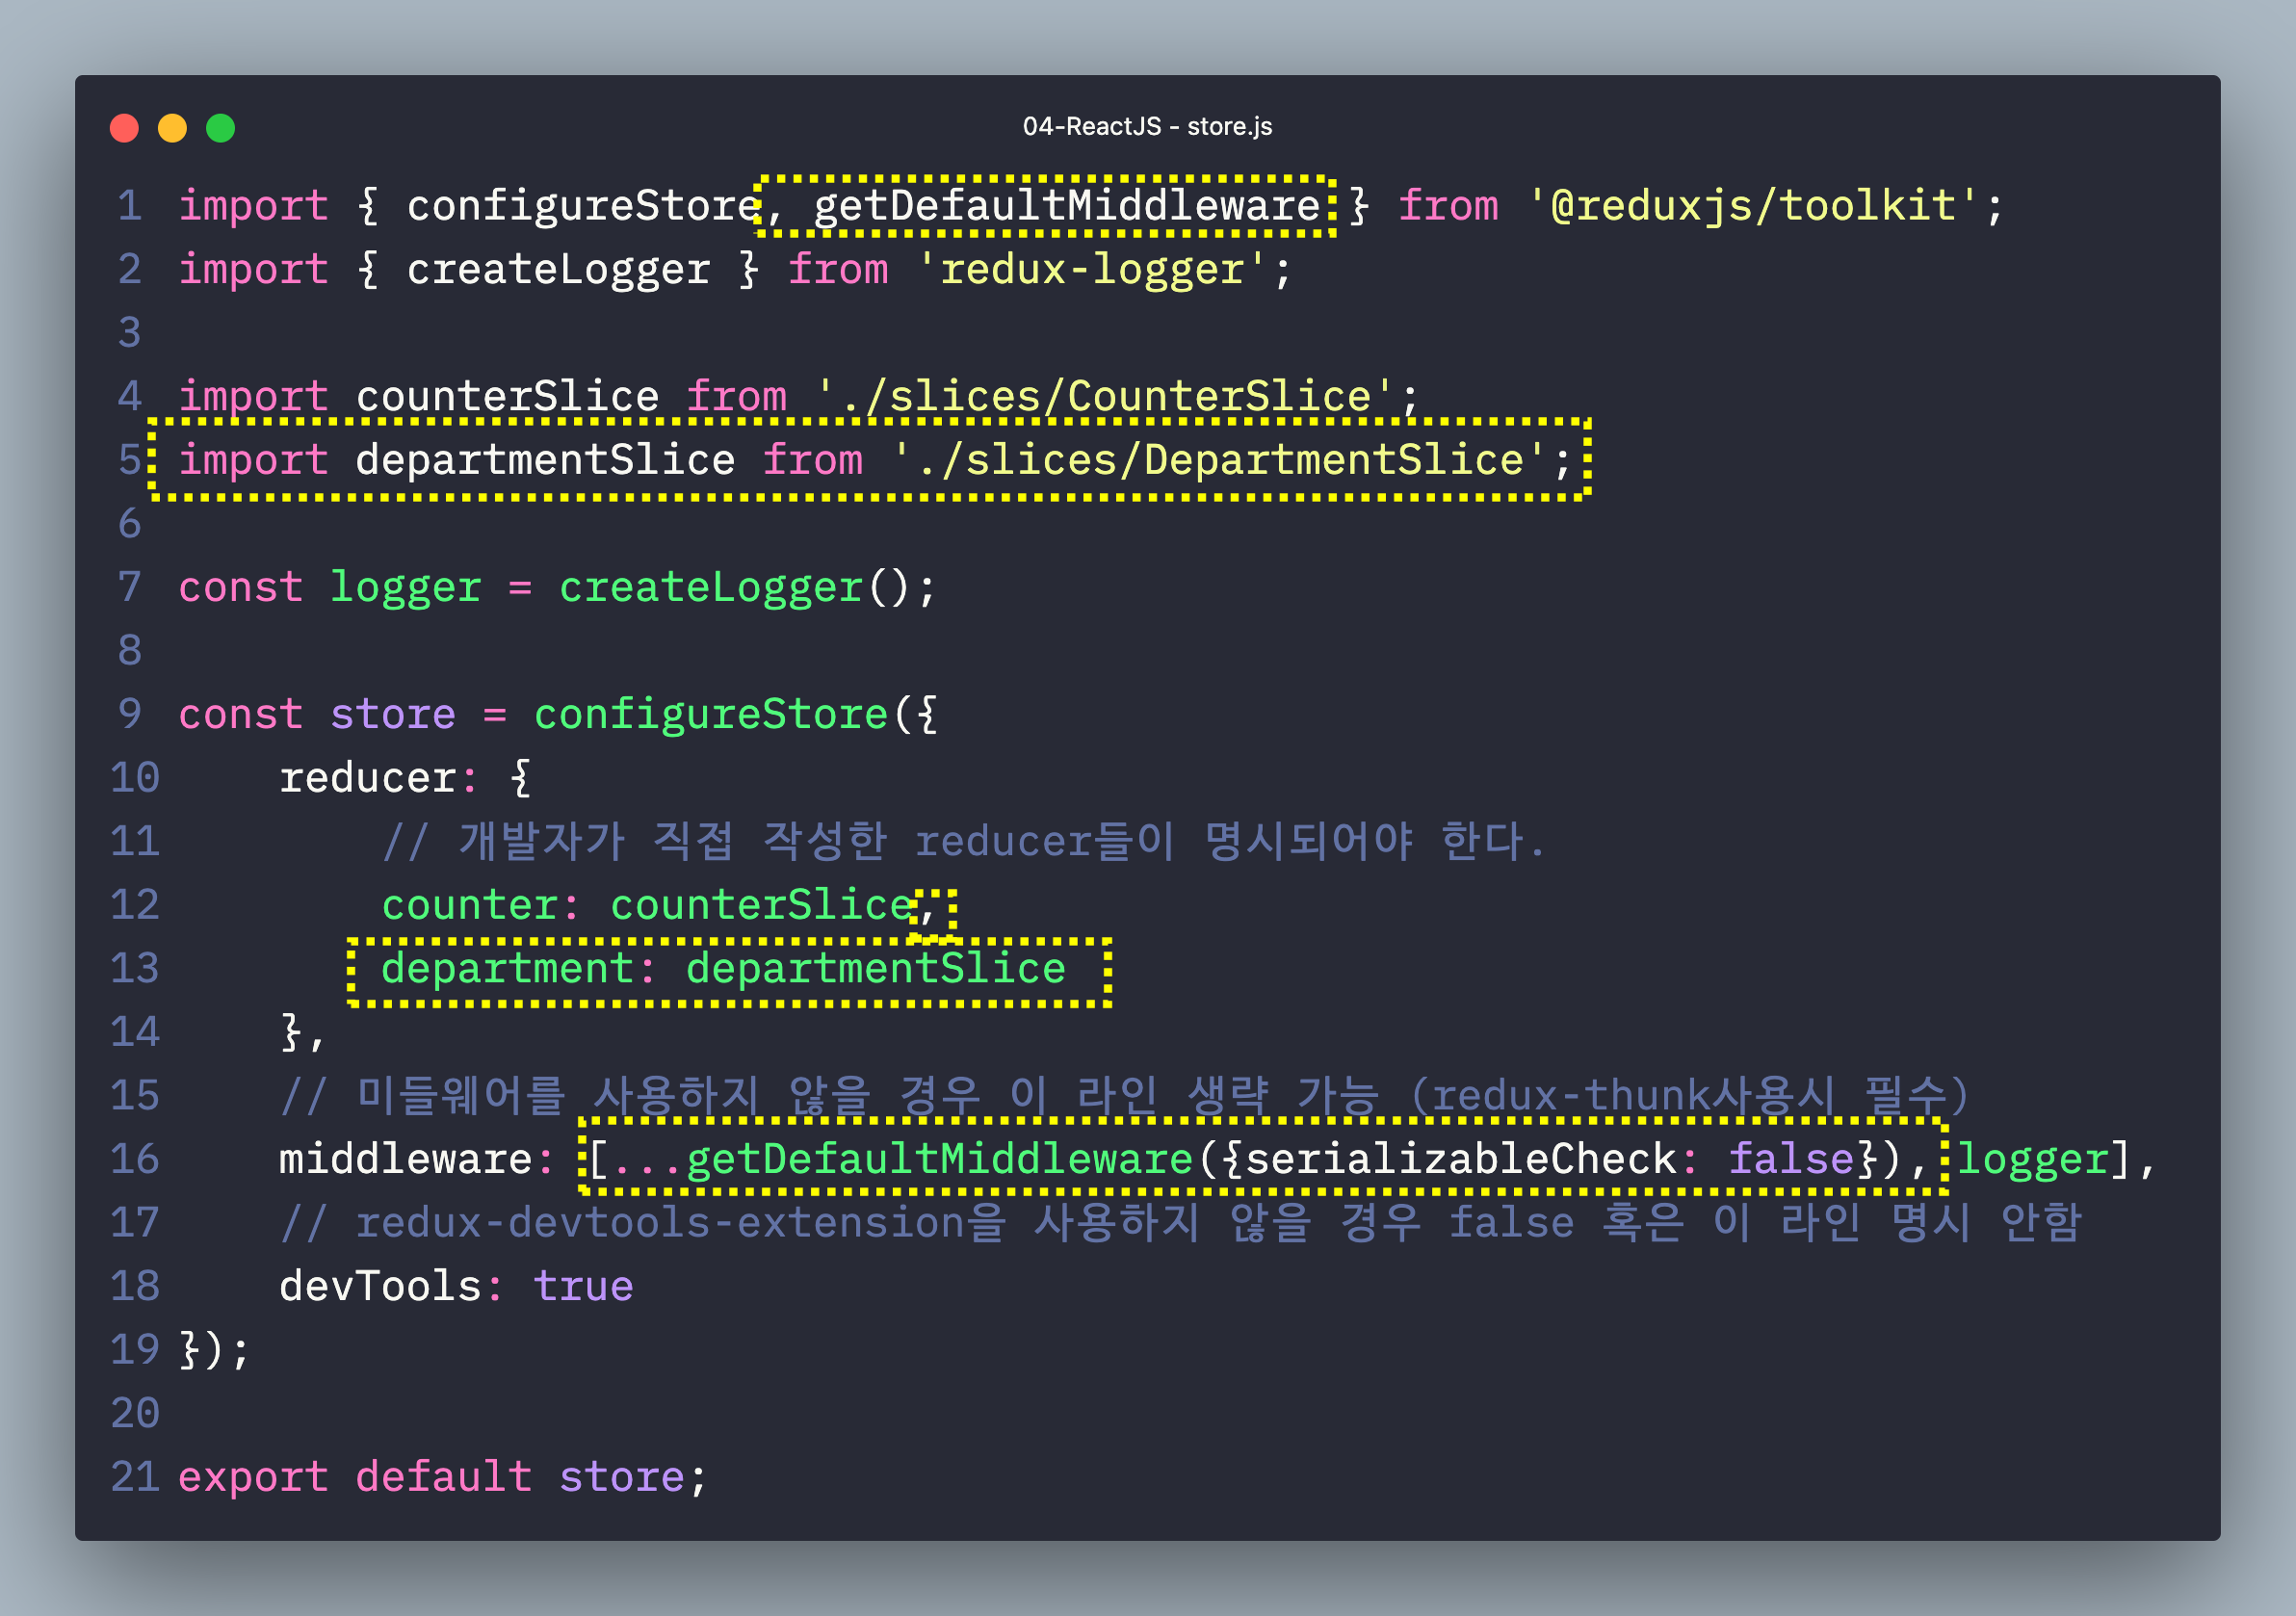 04-ReactJS - store.js
1 import { configureStore, getDefaultMiddleware } from '@reduxjs/toolkit';
2 import { createLogger } from 'redux-logger';
3
4 import counterSlice from './slices/CounterSlice';
5 import departmentSlice from './slices/DepartmentSlice';
6
7 const logger = createLogger();
8
9 const store = configureStore({
10     reducer: {
11         // 개발자가 직접 작성한 reducer들이 명시되어야 한다.
12         counter: counterSlice,
13         department: departmentSlice
14     },
15     // 미들웨어를 사용하지 않을 경우 이 라인 생략 가능 (redux-thunk사용시 필수)
16     middleware: [...getDefaultMiddleware({serializableCheck: false}), logger],
17     // redux-devtools-extension을 사용하지 않을 경우 false 혹은 이 라인 명시 안함
18     devTools: true
19 });
20
21 export default store;